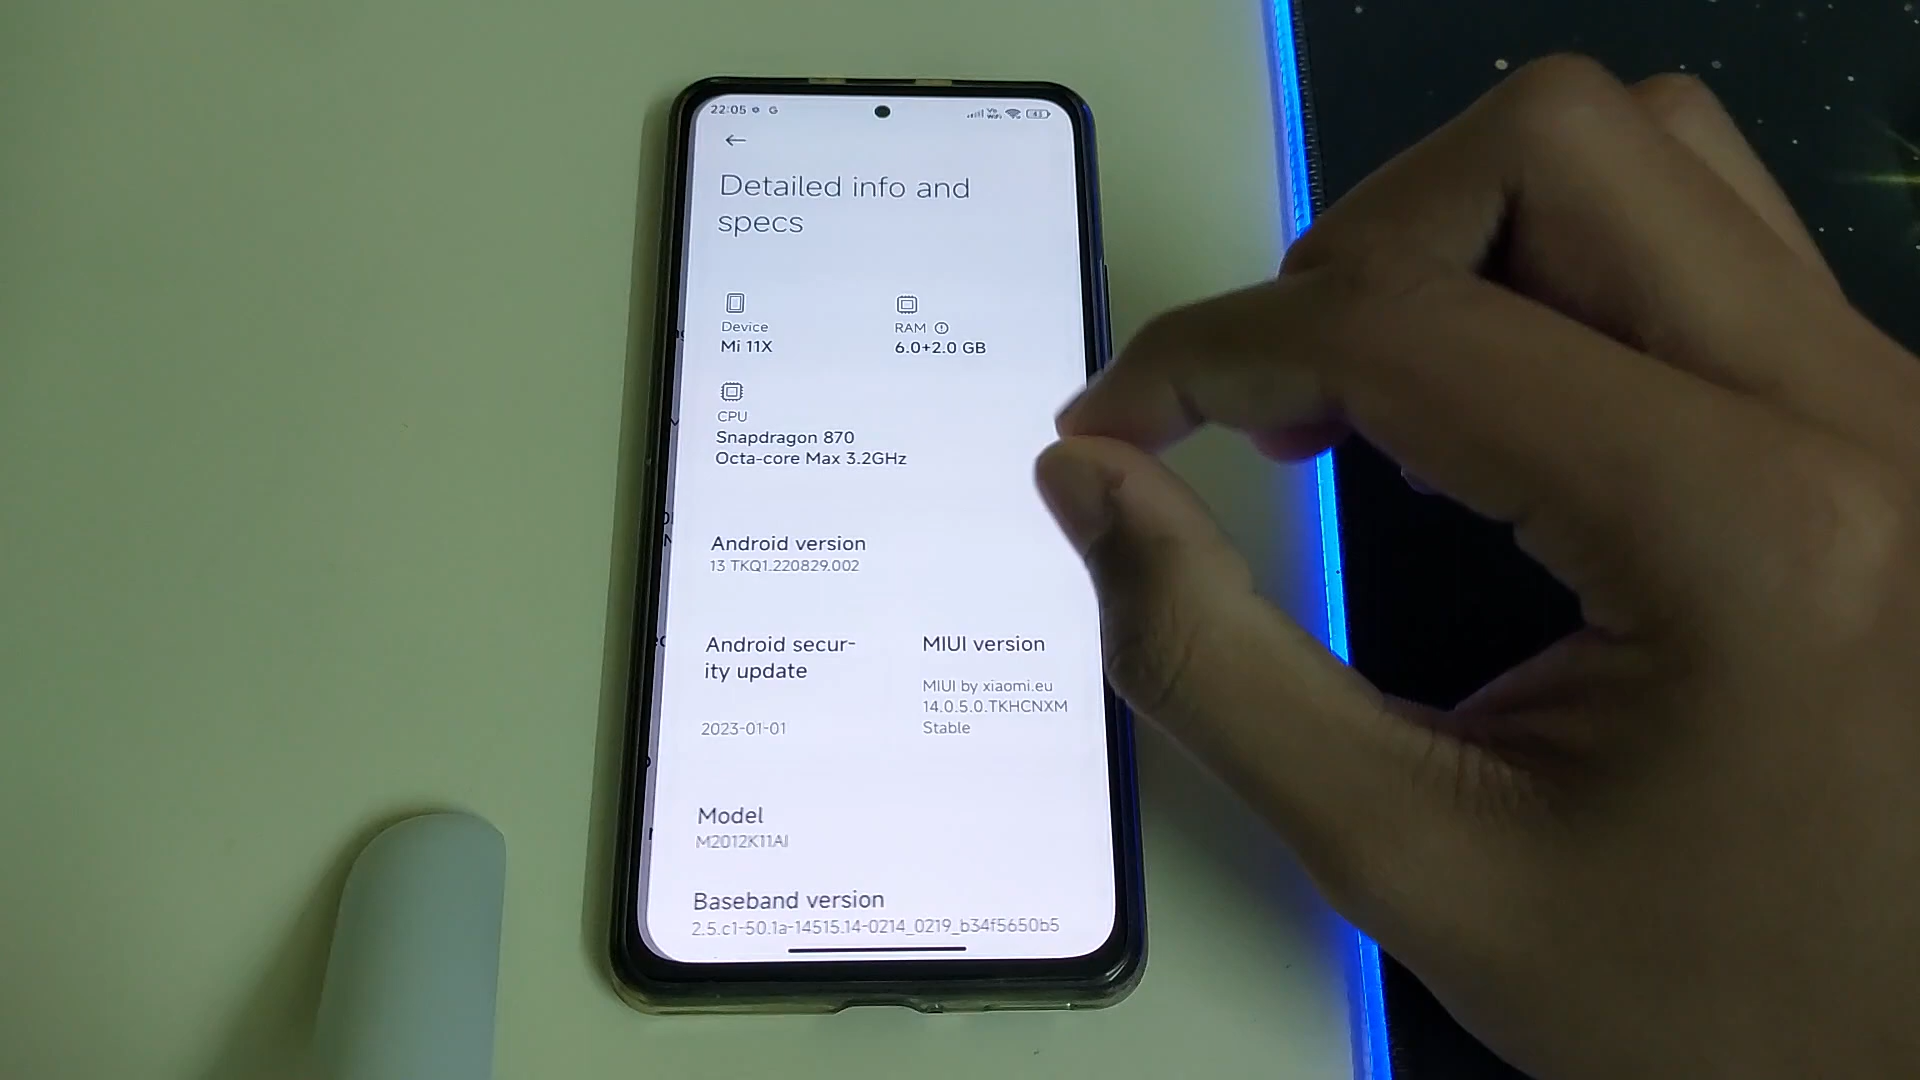 22:05 G
Detailed info and
specs
Device
Mi 11X
RAM
6.0+2.0 GB
CPU
Snapdragon 870
Octa-core Max 3.2GHz
Android version
13 TKQ1.220829.002
Android secur-
ity update
2023-01-01
MIUI version
MIUI by xiaomi.eu
14.0.5.0.TKHCNXM
Stable
Model
M2012K11AI
Baseband version
2.5.c1-50.1a-14515.14-0214_0219_b34f5650b5